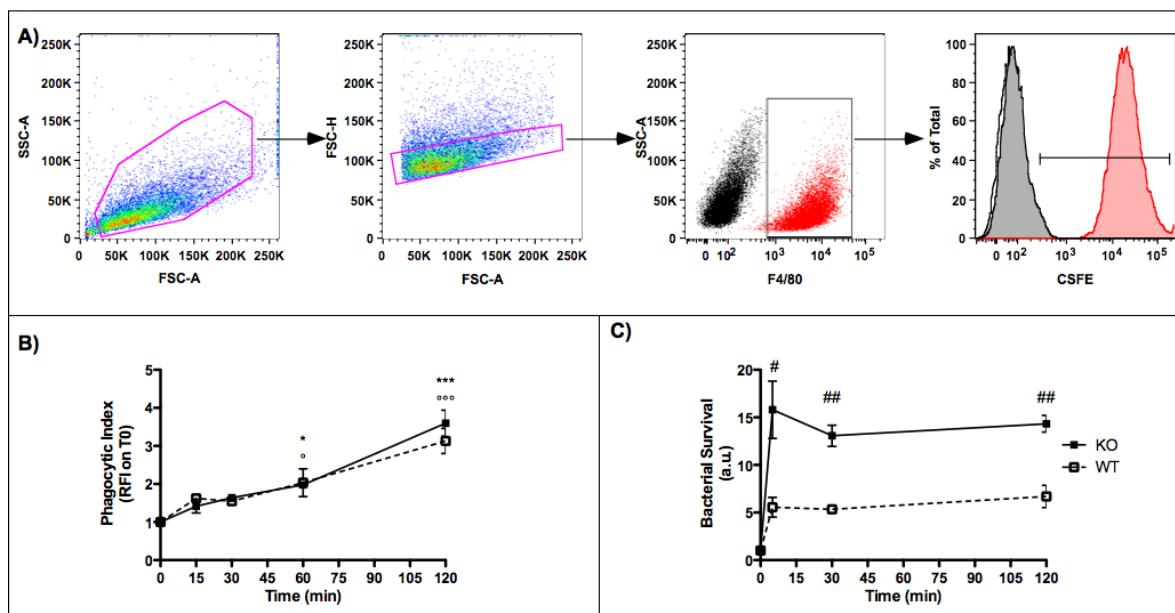 A)
250K
200K
150K
100K
50K
0
SSC-A
0 50K 100K 150K 200K 250K
FSC-A
250K
200K
150K
100K
50K
0
FSC-H
0 50K 100K 150K 200K 250K
FSC-A
250K
200K
150K
100K
50K
0
SSC-A
0 10² 10³ 10⁴ 10⁵
F4/80
100
80
60
40
20
0
% of Total
0 10² 10³ 10⁴ 10⁵
CSFE
B)
5
4
3
2
1
0
Phagocytic Index
(RFI on T0)
*
°
***
°°°
0 15 30 45 60 75 90 105 120
Time (min)
C)
20
15
10
5
0
Bacterial Survival
(a.u.)
#
##
##
KO
WT
0 15 30 45 60 75 90 105 120
Time (min)